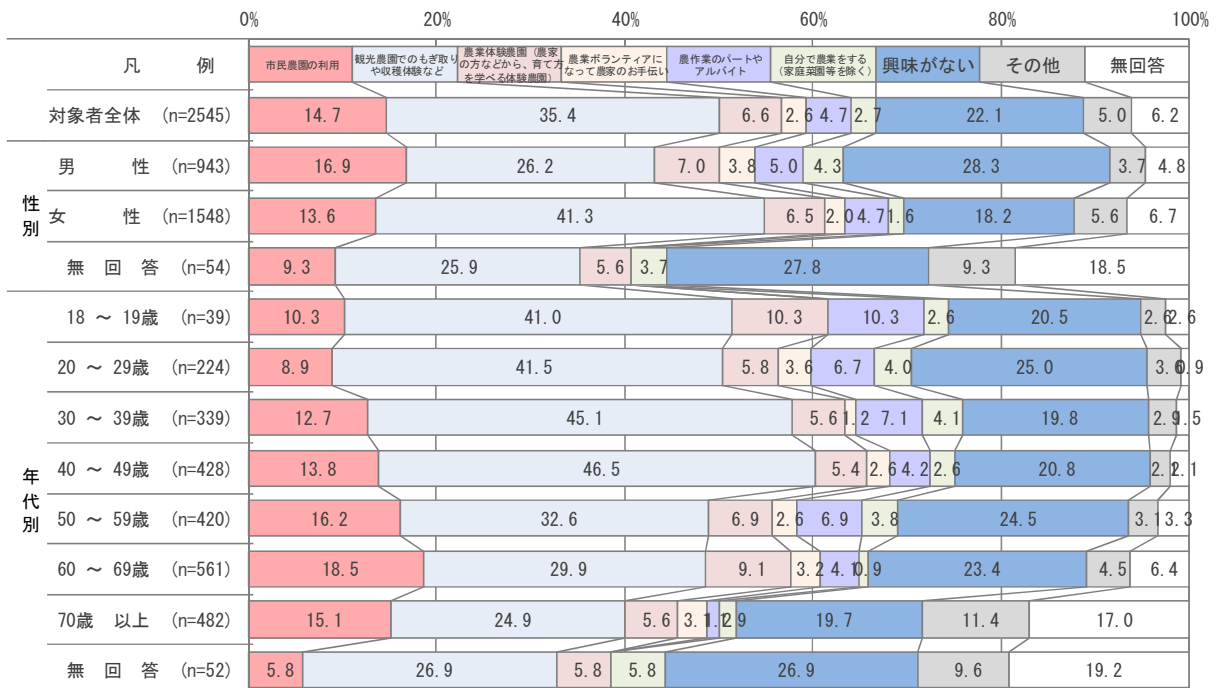 0% 20% 40% 60% 80% 100%
凡 例 市民農園の利用 観光農園でのもぎ取りや収穫体験など 農業体験農園（農家の方などから、育て方を学べる体験農園） 農業ボランティアになって農家のお手伝い 農作業のパートやアルバイト 自分で農業をする（家庭菜園等を除く） 興味がない その他 無回答
対象者全体 (n=2545) 14.7 35.4 6.6 2.6 4.7 2.7 22.1 5.0 6.2
性別
男 性 (n=943) 16.9 26.2 7.0 3.8 5.0 4.3 28.3 3.7 4.8
女 性 (n=1548) 13.6 41.3 6.5 2.0 4.7 1.6 18.2 5.6 6.7
無 回 答 (n=54) 9.3 25.9 5.6 3.7 27.8 9.3 18.5
年代別
18 ～ 19歳 (n=39) 10.3 41.0 10.3 10.3 2.6 20.5 2.6 2.6
20 ～ 29歳 (n=224) 8.9 41.5 5.8 3.6 6.7 4.0 25.0 3.6 0.9
30 ～ 39歳 (n=339) 12.7 45.1 5.6 1.2 7.1 4.1 19.8 2.9 1.5
40 ～ 49歳 (n=428) 13.8 46.5 5.4 2.6 4.2 2.6 20.8 2.1 2.1
50 ～ 59歳 (n=420) 16.2 32.6 6.9 2.6 6.9 3.8 24.5 3.1 3.3
60 ～ 69歳 (n=561) 18.5 29.9 9.1 3.2 4.1 0.9 23.4 4.5 6.4
70歳 以上 (n=482) 15.1 24.9 5.6 3.1 1.2 1.9 19.7 11.4 17.0
無 回 答 (n=52) 5.8 26.9 5.8 5.8 26.9 9.6 19.2